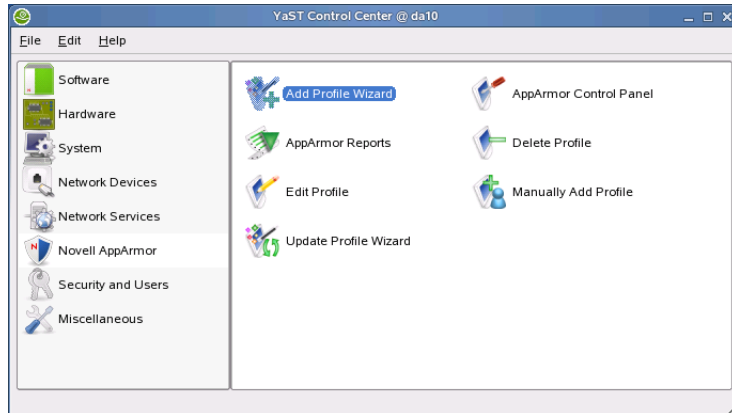 YaST Control Center @ da10
File Edit Help
Software
Hardware
System
Network Devices
Network Services
Novell AppArmor
Security and Users
Miscellaneous
Add Profile Wizard
AppArmor Control Panel
AppArmor Reports
Delete Profile
Edit Profile
Manually Add Profile
Update Profile Wizard
N